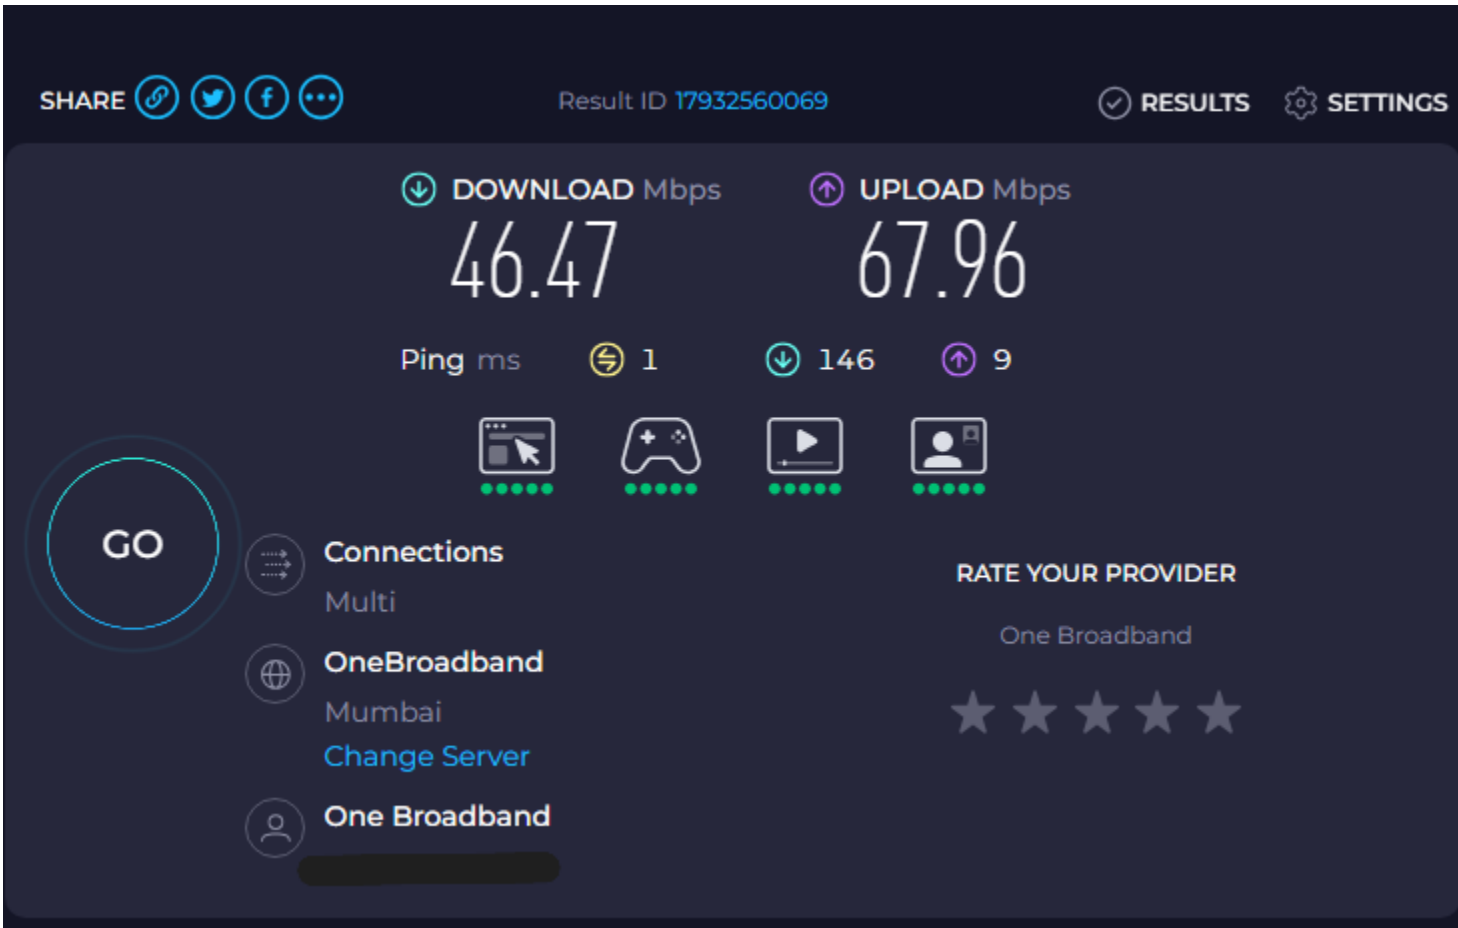 SHARE Result ID 17932560069 RESULTS SETTINGS
DOWNLOAD Mbps UPLOAD Mbps
46.47 67.96
Ping ms 1 146 9
GO
Connections
Multi
OneBroadband
Mumbai
Change Server
One Broadband
RATE YOUR PROVIDER
One Broadband